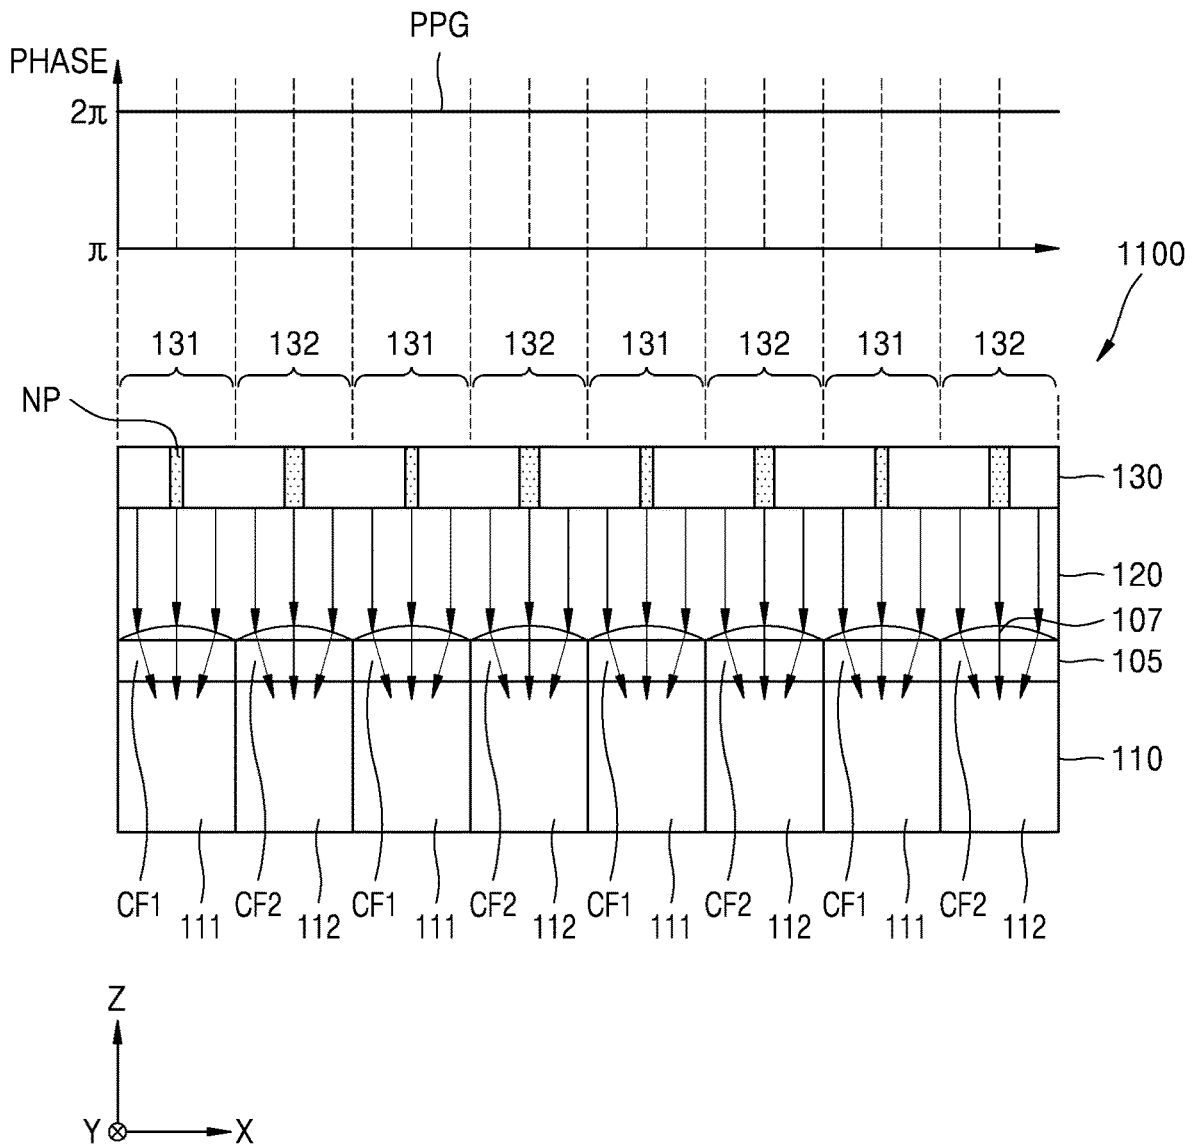 PPG
PHASE
2π
π
1100
131 132 131 132 131 132 131 132
NP
130
120
107
105
110
CF1 111 CF2 112 CF1 111 CF2 112 CF1 111 CF2 112 CF1 111 CF2 112
Z
Y X